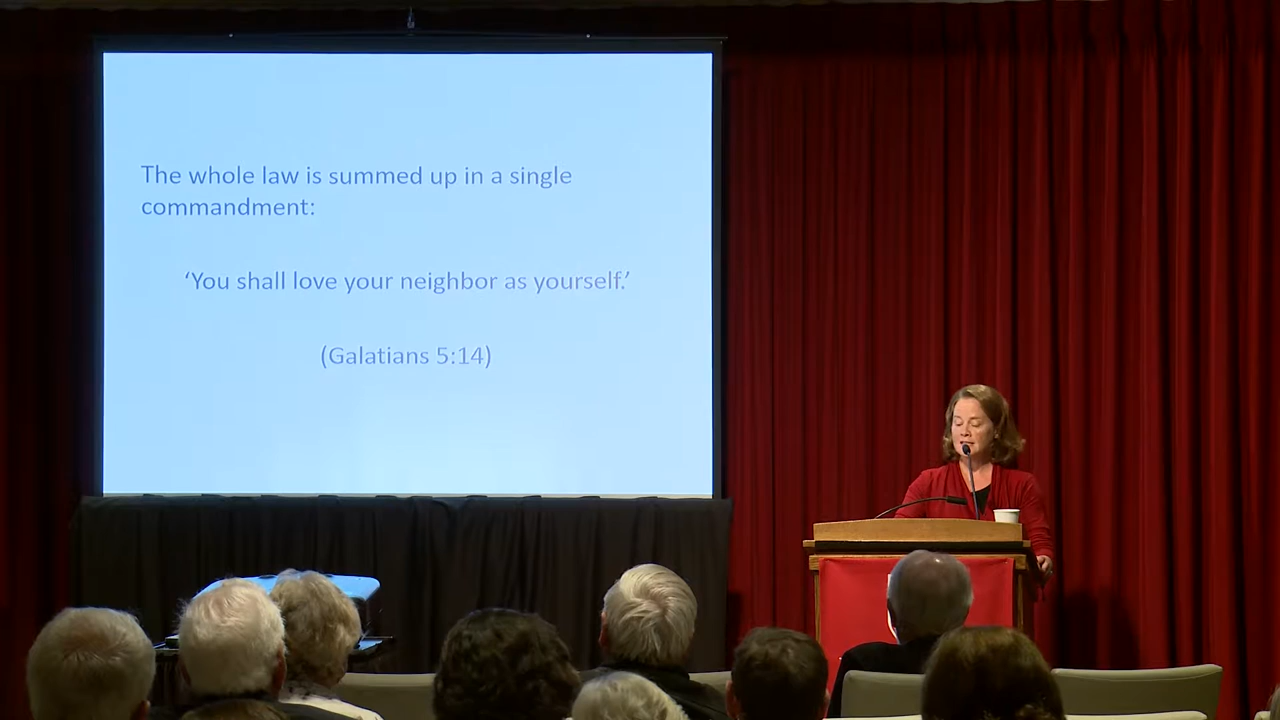 The whole law is summed up in a single
commandment:
‘You shall love your neighbor as yourself.’
(Galatians 5:14)